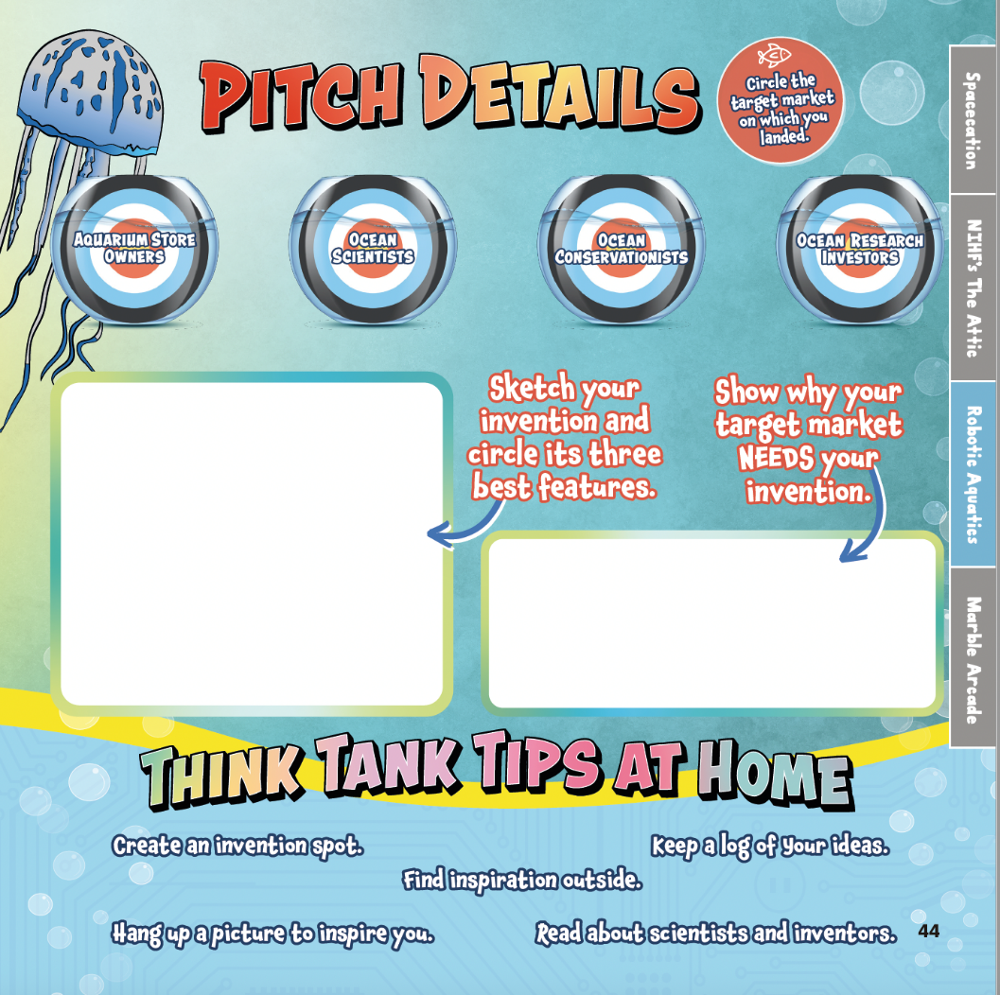 PITCH DETAILS
Circle the
target market
on which you
landed.
AQUARIUM STORE
OWNERS
OCEAN
SCIENTISTS
OCEAN
CONSERVATIONISTS
OCEAN RESEARCH
INVESTORS
Sketch your
invention and
circle its three
best features.
Show why your
target market
NEEDS your
invention.
Spacecation
NIHF's The Attic
Robotic Aquatics
Marble Arcade
THINK TANK TIPS AT HOME
Create an invention spot.
Keep a log of your ideas.
Find inspiration outside.
Hang up a picture to inspire you.
Read about scientists and inventors.
44